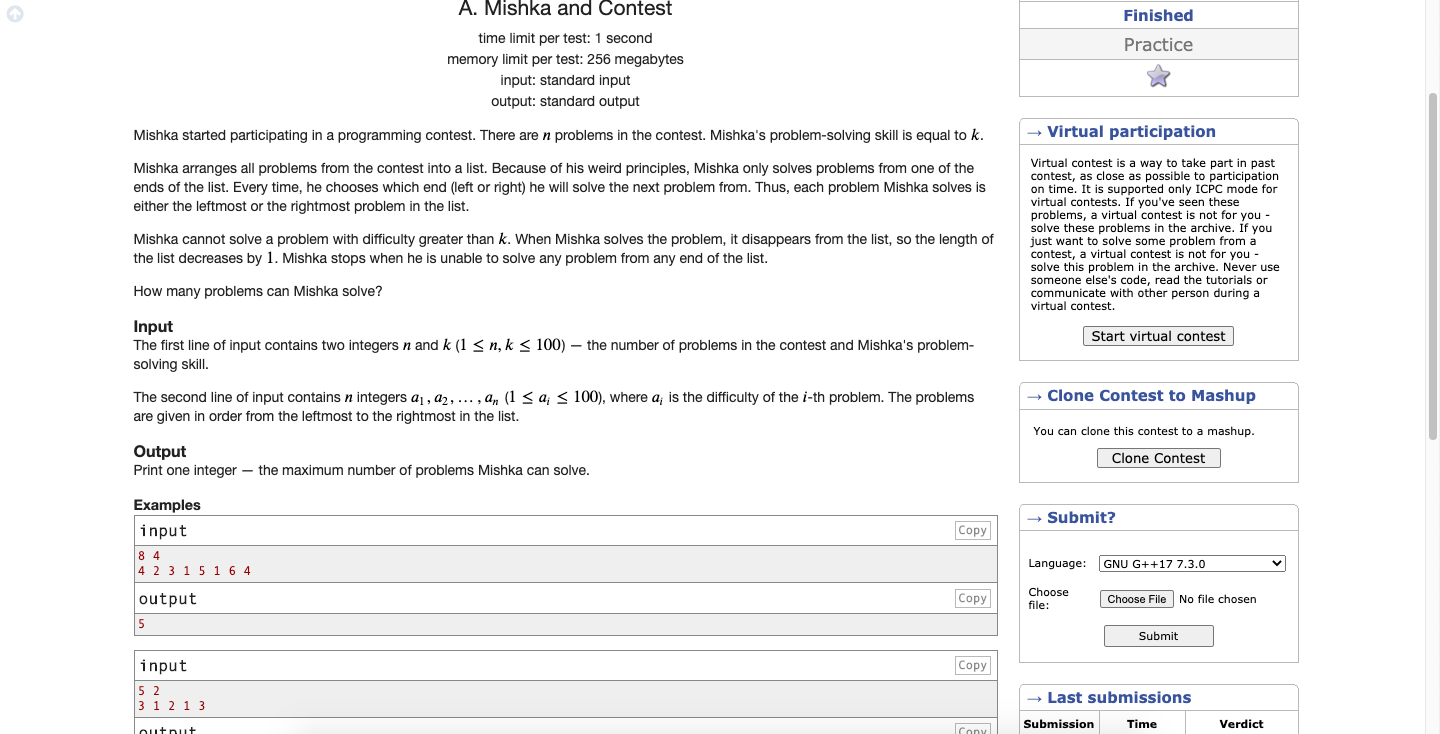 A. Mishka and Contest
time limit per test: 1 second
memory limit per test: 256 megabytes
input: standard input
output: standard output
Mishka started participating in a programming contest. There are n problems in the contest. Mishka's problem-solving skill is equal to k.
Mishka arranges all problems from the contest into a list. Because of his weird principles, Mishka only solves problems from one of the
ends of the list. Every time, he chooses which end (left or right) he will solve the next problem from. Thus, each problem Mishka solves is
either the leftmost or the rightmost problem in the list.
Mishka cannot solve a problem with difficulty greater than k. When Mishka solves the problem, it disappears from the list, so the length of
the list decreases by 1. Mishka stops when he is unable to solve any problem from any end of the list.
How many problems can Mishka solve?
Input
The first line of input contains two integers n and k (1 ≤ n, k ≤ 100) — the number of problems in the contest and Mishka's problem-
solving skill.
The second line of input contains n integers a₁, a₂, … , aₙ (1 ≤ aᵢ ≤ 100), where aᵢ is the difficulty of the i-th problem. The problems
are given in order from the leftmost to the rightmost in the list.
Output
Print one integer — the maximum number of problems Mishka can solve.
Examples
input
Copy
8 4
4 2 3 1 5 1 6 4
output
Copy
5
input
Copy
5 2
3 1 2 1 3
output
Copy
Finished
Practice
→ Virtual participation
Virtual contest is a way to take part in past
contest, as close as possible to participation
on time. It is supported only ICPC mode for
virtual contests. If you've seen these
problems, a virtual contest is not for you -
solve these problems in the archive. If you
just want to solve some problem from a
contest, a virtual contest is not for you -
solve this problem in the archive. Never use
someone else's code, read the tutorials or
communicate with other person during a
virtual contest.
Start virtual contest
→ Clone Contest to Mashup
You can clone this contest to a mashup.
Clone Contest
→ Submit?
Language: GNU G++17 7.3.0
Choose
file:
Choose File No file chosen
Submit
→ Last submissions
Submission Time Verdict